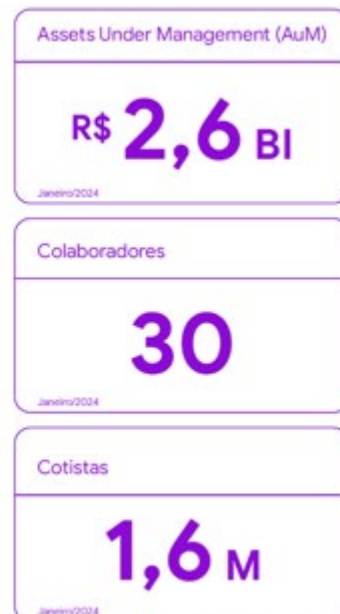 Assets Under Management (AuM)
R$ 2,6 BI
Janeiro/2024
Colaboradores
30
Janeiro/2024
Cotistas
1,6 M
Janeiro/2024